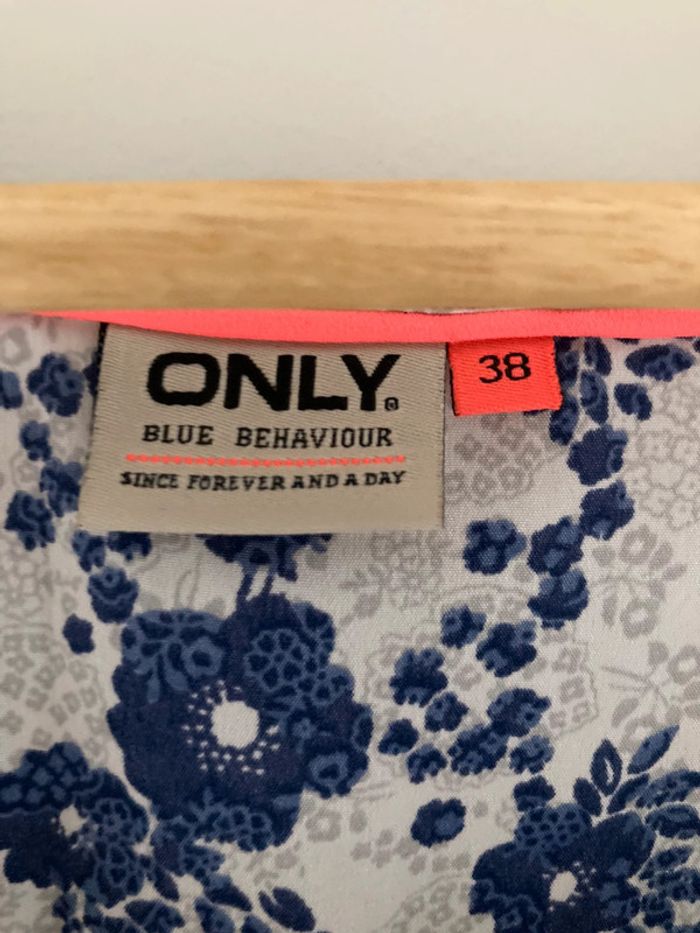 ONLY®
38
BLUE BEHAVIOUR
SINCE FOREVER AND A DAY